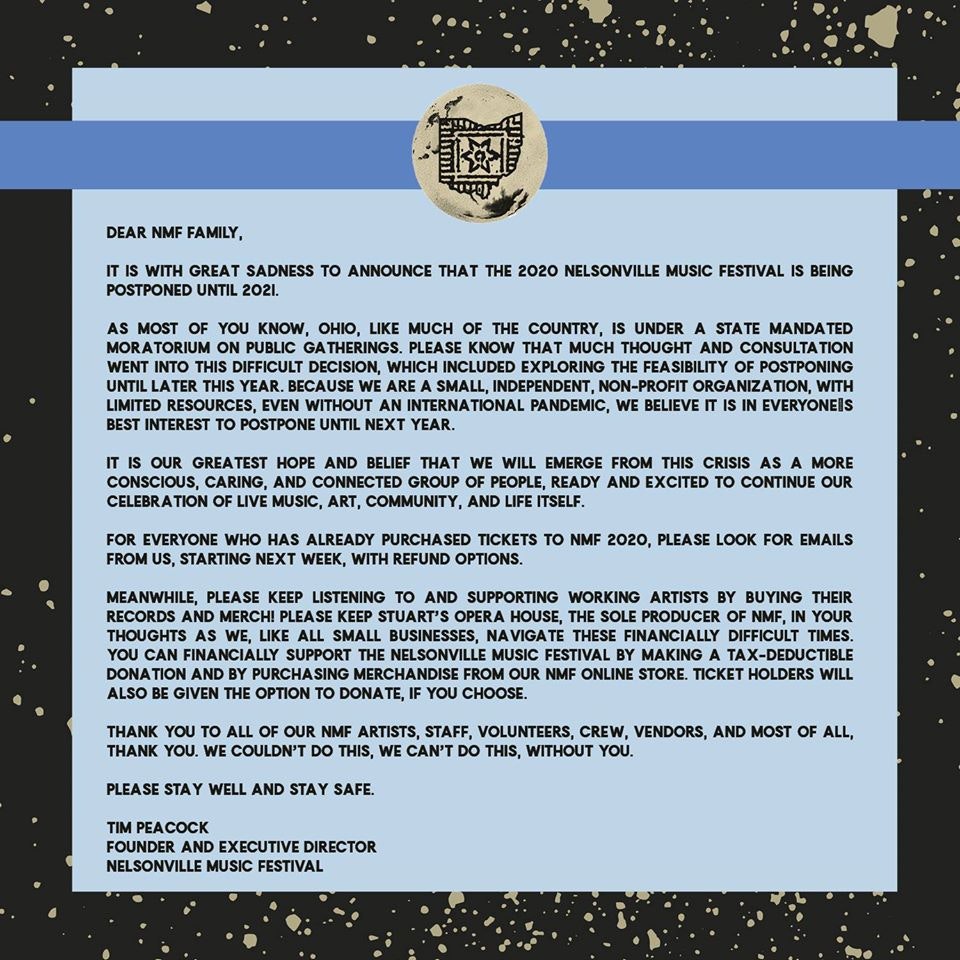 DEAR NMF FAMILY,
IT IS WITH GREAT SADNESS TO ANNOUNCE THAT THE 2020 NELSONVILLE MUSIC FESTIVAL IS BEING
POSTPONED UNTIL 2021.
AS MOST OF YOU KNOW, OHIO, LIKE MUCH OF THE COUNTRY, IS UNDER A STATE MANDATED
MORATORIUM ON PUBLIC GATHERINGS. PLEASE KNOW THAT MUCH THOUGHT AND CONSULTATION
WENT INTO THIS DIFFICULT DECISION, WHICH INCLUDED EXPLORING THE FEASIBILITY OF POSTPONING
UNTIL LATER THIS YEAR. BECAUSE WE ARE A SMALL, INDEPENDENT, NON-PROFIT ORGANIZATION, WITH
LIMITED RESOURCES, EVEN WITHOUT AN INTERNATIONAL PANDEMIC, WE BELIEVE IT IS IN EVERYONE▯S
BEST INTEREST TO POSTPONE UNTIL NEXT YEAR.
IT IS OUR GREATEST HOPE AND BELIEF THAT WE WILL EMERGE FROM THIS CRISIS AS A MORE
CONSCIOUS, CARING, AND CONNECTED GROUP OF PEOPLE, READY AND EXCITED TO CONTINUE OUR
CELEBRATION OF LIVE MUSIC, ART, COMMUNITY, AND LIFE ITSELF.
FOR EVERYONE WHO HAS ALREADY PURCHASED TICKETS TO NMF 2020, PLEASE LOOK FOR EMAILS
FROM US, STARTING NEXT WEEK, WITH REFUND OPTIONS.
MEANWHILE, PLEASE KEEP LISTENING TO AND SUPPORTING WORKING ARTISTS BY BUYING THEIR
RECORDS AND MERCH! PLEASE KEEP STUART'S OPERA HOUSE, THE SOLE PRODUCER OF NMF, IN YOUR
THOUGHTS AS WE, LIKE ALL SMALL BUSINESSES, NAVIGATE THESE FINANCIALLY DIFFICULT TIMES.
YOU CAN FINANCIALLY SUPPORT THE NELSONVILLE MUSIC FESTIVAL BY MAKING A TAX-DEDUCTIBLE
DONATION AND BY PURCHASING MERCHANDISE FROM OUR NMF ONLINE STORE. TICKET HOLDERS WILL
ALSO BE GIVEN THE OPTION TO DONATE, IF YOU CHOOSE.
THANK YOU TO ALL OF OUR NMF ARTISTS, STAFF, VOLUNTEERS, CREW, VENDORS, AND MOST OF ALL,
THANK YOU. WE COULDN'T DO THIS, WE CAN'T DO THIS, WITHOUT YOU.
PLEASE STAY WELL AND STAY SAFE.
TIM PEACOCK
FOUNDER AND EXECUTIVE DIRECTOR
NELSONVILLE MUSIC FESTIVAL